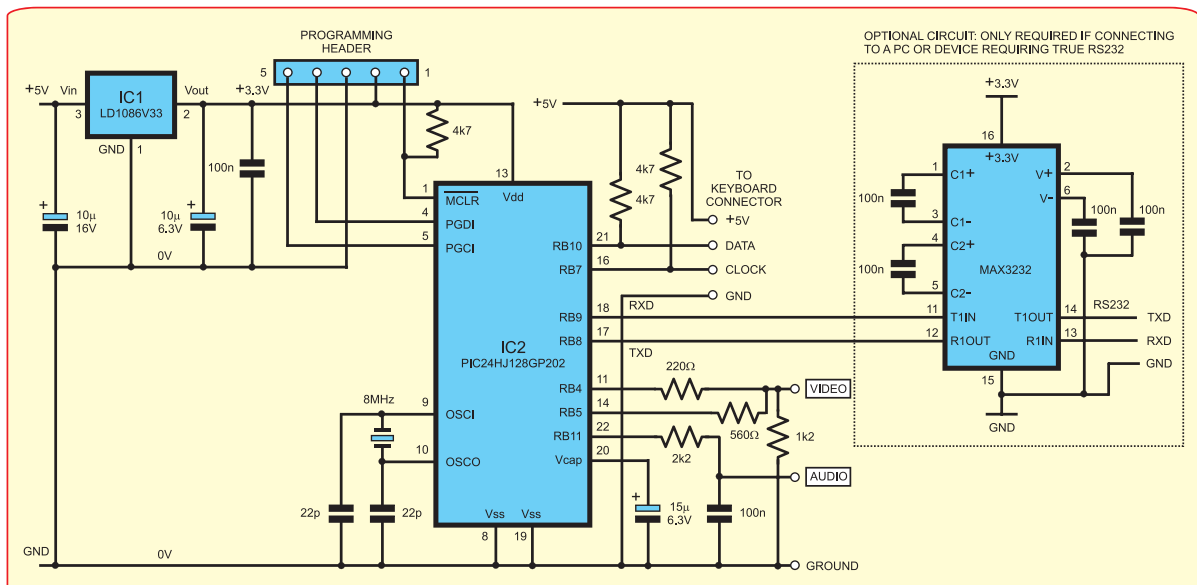 PROGRAMMING
HEADER
5
1
+5V
Vin
3
IC1
LD1086V33
Vout
2
+3.3V
GND
1
100n
10µ
16V
10µ
6.3V
0V
4k7
13
Vdd
1
MCLR
4
PGDI
5
PGCI
+5V
4k7
4k7
TO
KEYBOARD
CONNECTOR
+5V
RB10
21
DATA
RB7
16
CLOCK
GND
RXD
RB9
18
RB8
17
TXD
IC2
PIC24HJ128GP202
RB4
11
220Ω
VIDEO
RB5
14
560Ω
1k2
RB11
22
2k2
Vcap
20
AUDIO
8MHz
9
OSCI
10
OSCO
22p
22p
15µ
6.3V
100n
Vss
Vss
8
19
GND
0V
GROUND
OPTIONAL CIRCUIT: ONLY REQUIRED IF CONNECTING
TO A PC OR DEVICE REQUIRING TRUE RS232
+3.3V
16
+3.3V
1
C1+
V+
2
100n
3
C1-
V-
6
100n
100n
4
C2+
100n
5
C2-
MAX3232
11
T1IN
T1OUT
14
RS232
TXD
12
R1OUT
R1IN
13
RXD
GND
15
GND
GND